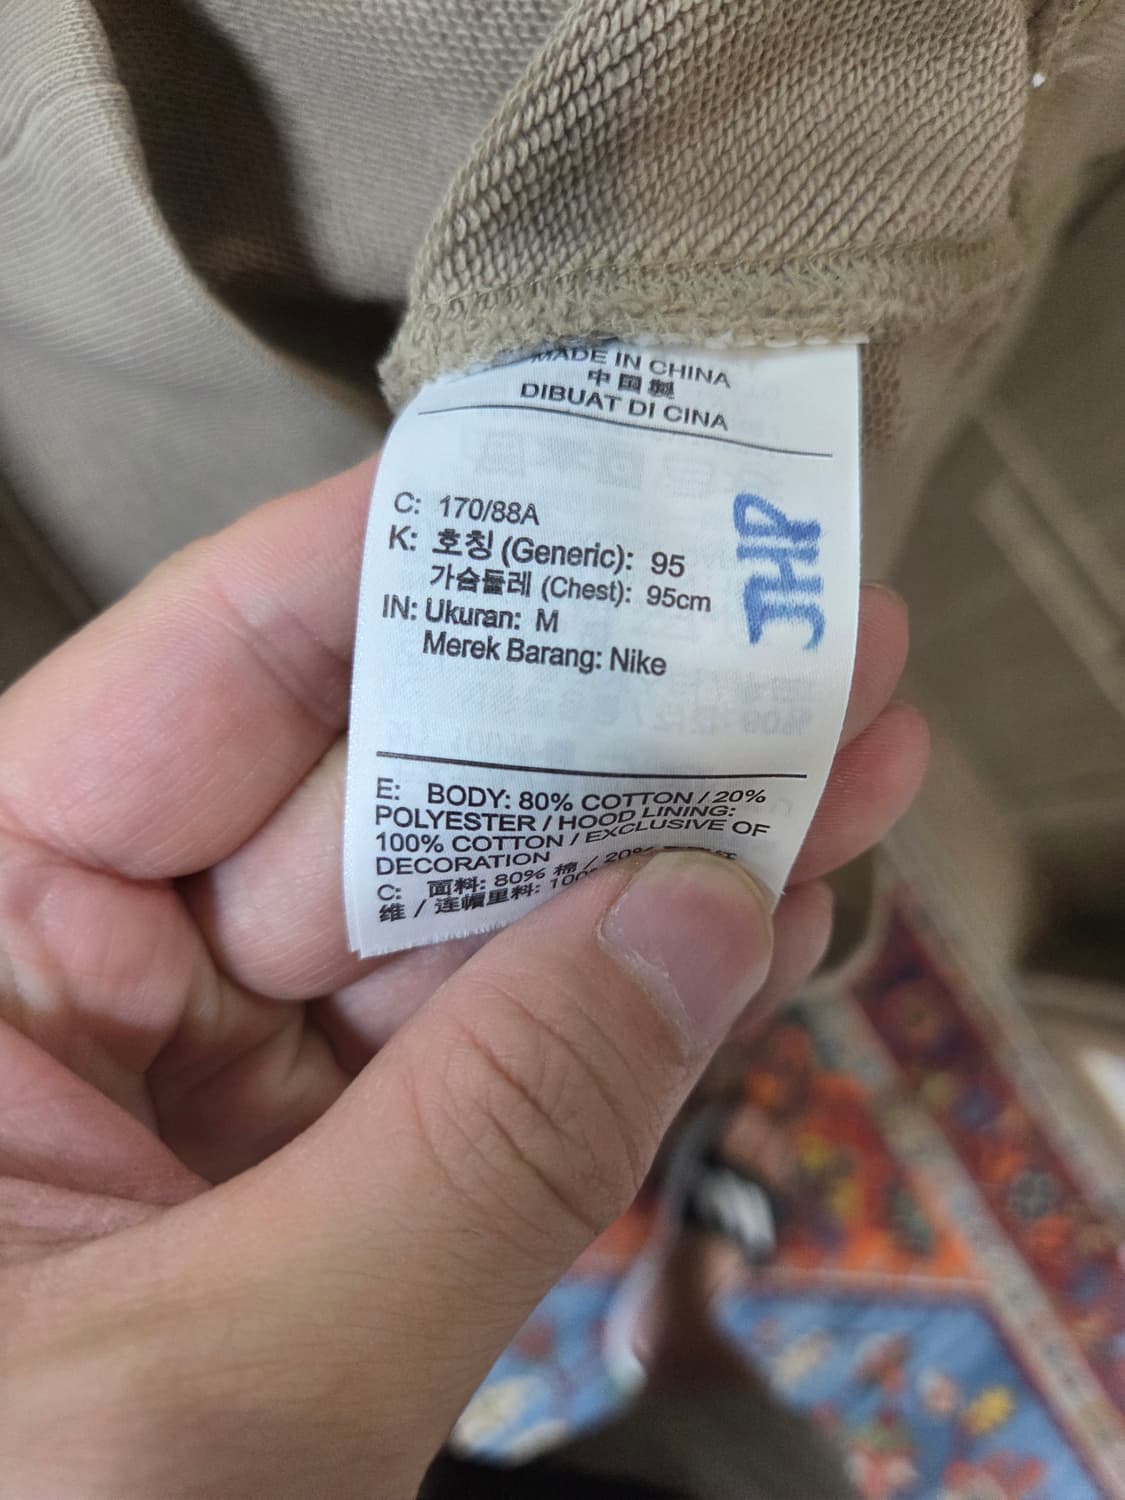 MADE IN CHINA
中国製
DIBUAT DI CINA
C: 170/88A
K: 호칭 (Generic): 95
가슴둘레 (Chest): 95cm
IN: Ukuran: M
Merek Barang: Nike
JHP
E: BODY: 80% COTTON / 20%
POLYESTER / HOOD LINING:
100% COTTON / EXCLUSIVE OF
DECORATION
C: 面料: 80% 棉 / 20%
维 / 连帽里料: 100